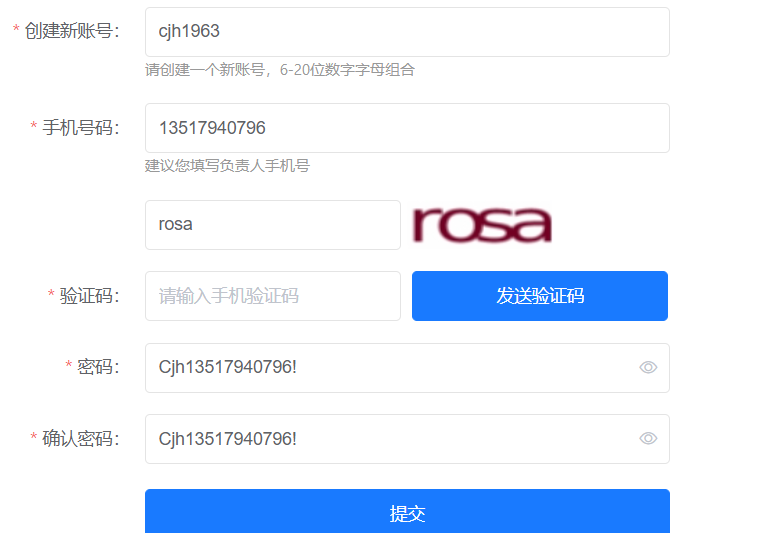 * 创建新账号： cjh1963
请创建一个新账号，6-20位数字字母组合
* 手机号码： 13517940796
建议您填写负责人手机号
rosa rosa
* 验证码： 请输入手机验证码 发送验证码
* 密码： Cjh13517940796!
* 确认密码： Cjh13517940796!
提交